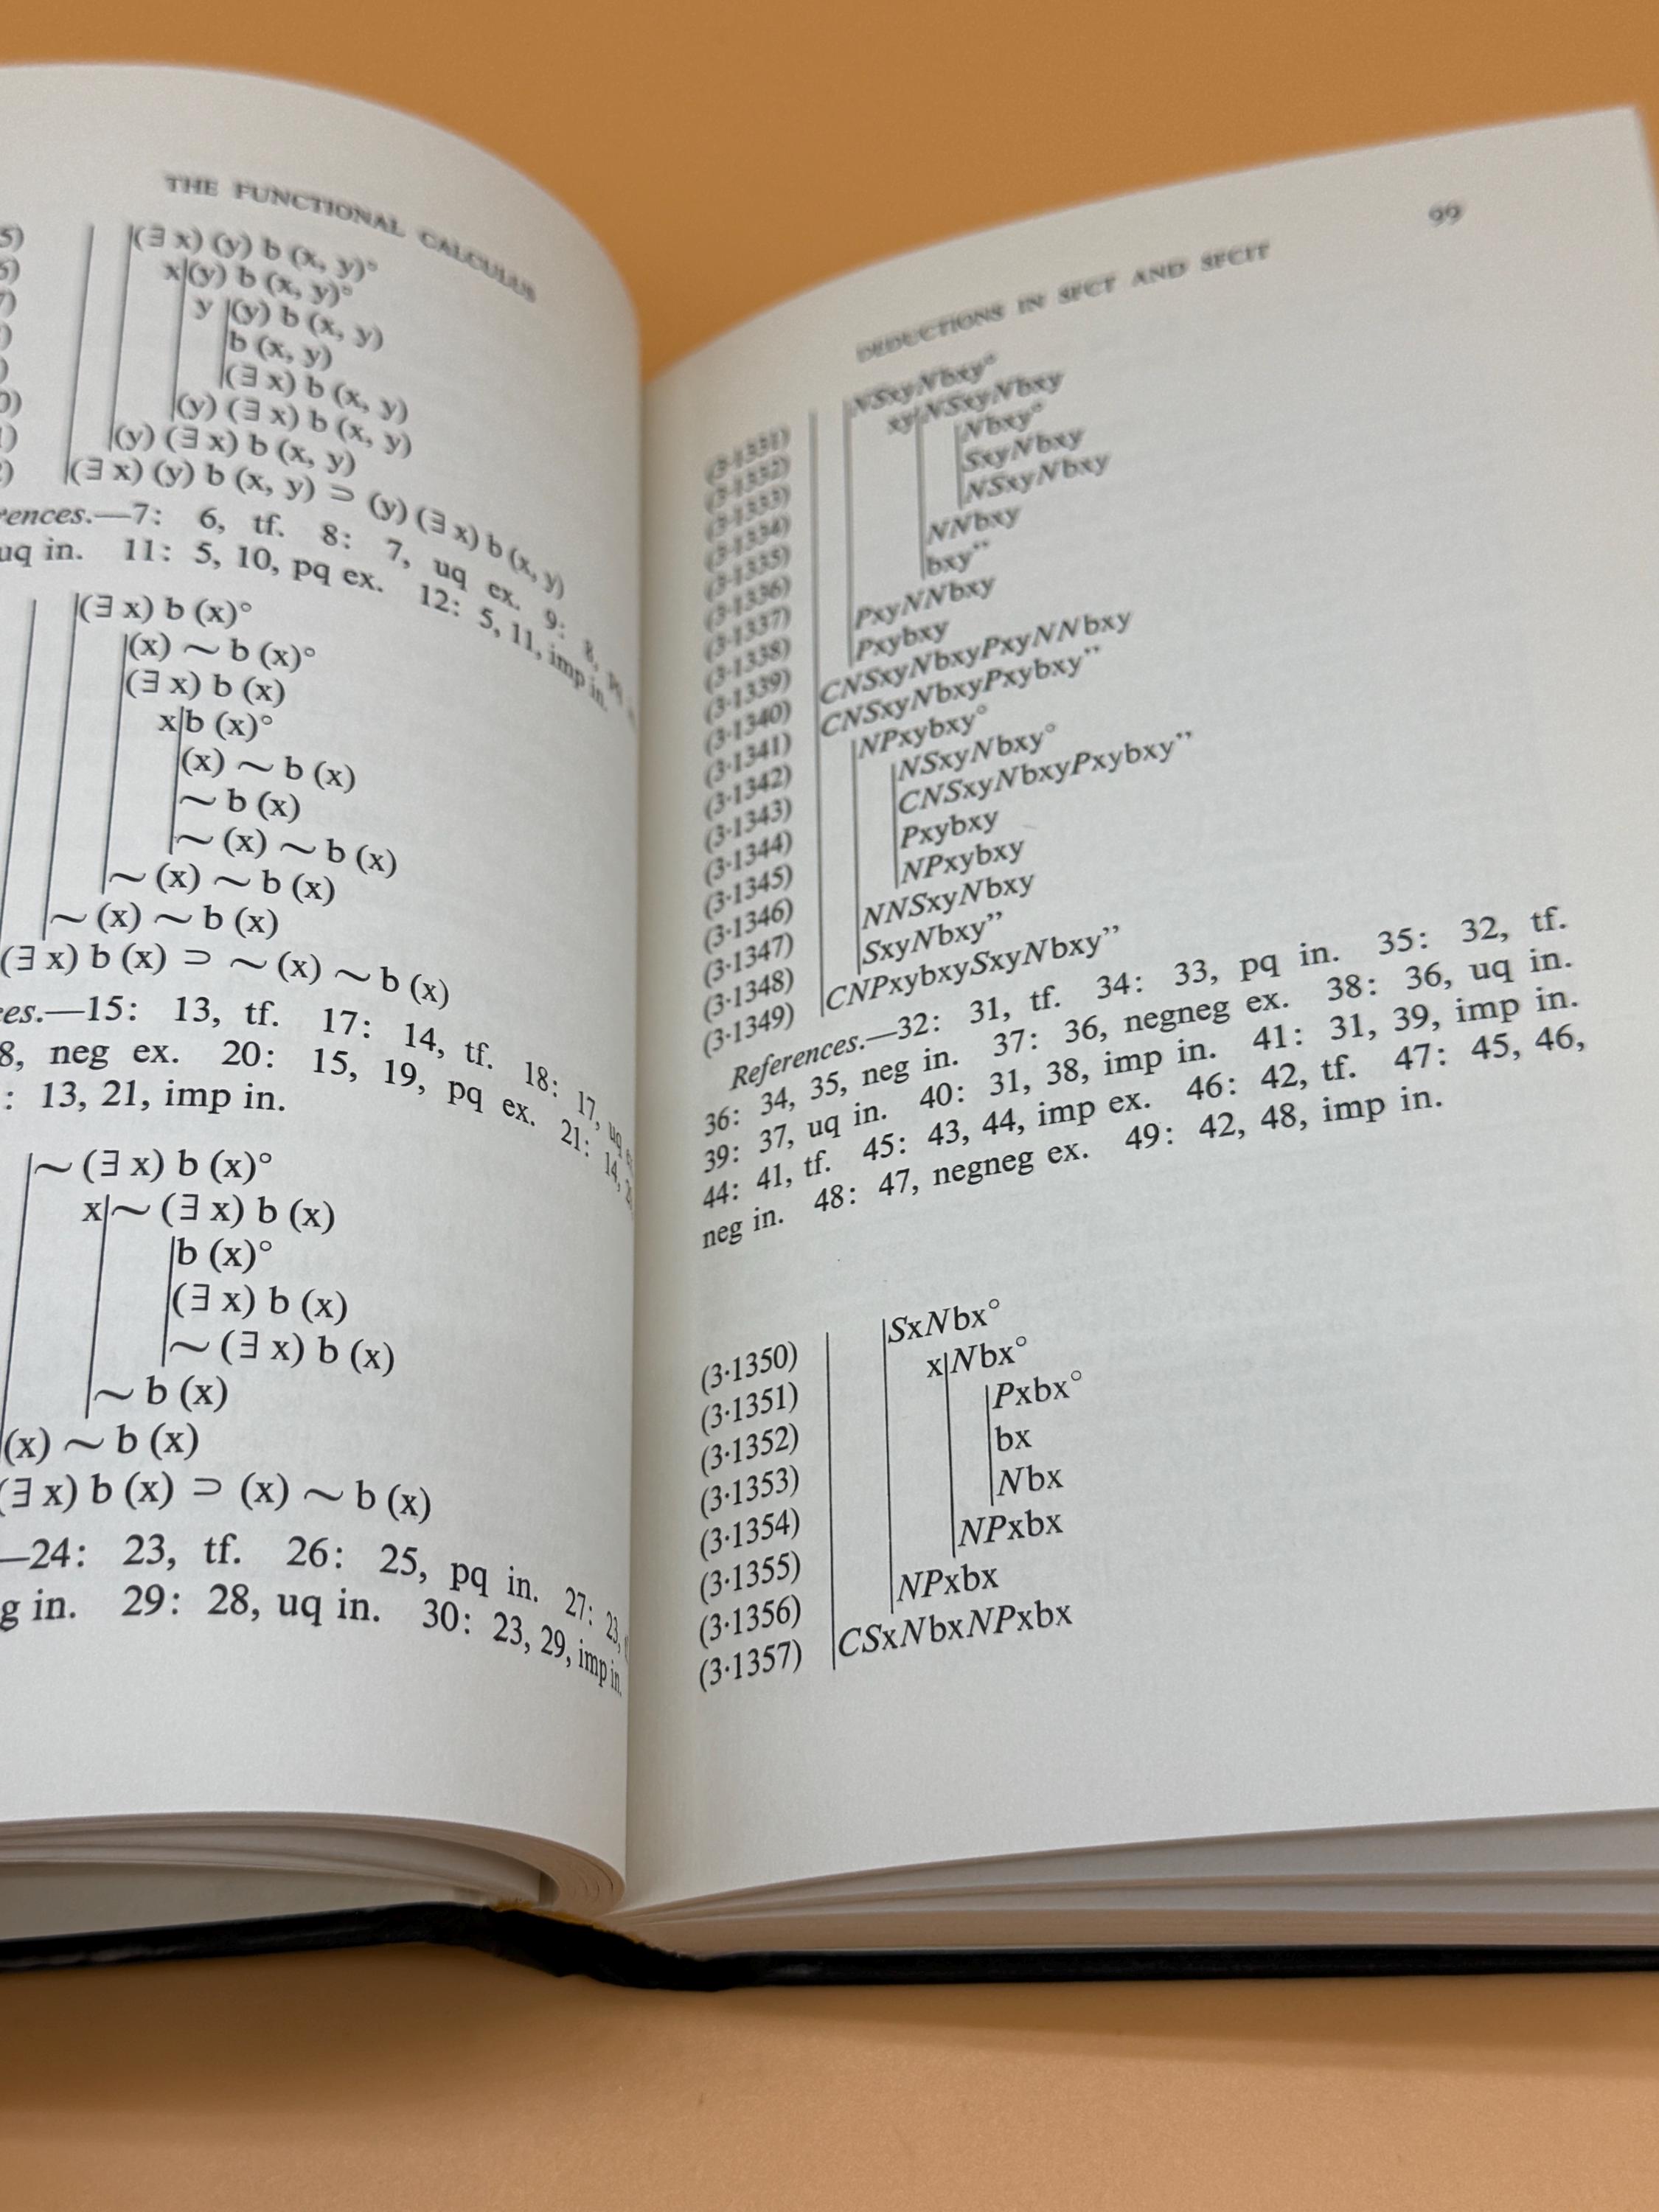 THE FUNCTIONAL CALCULUS
5) (∃ x) (y) b (x, y)°
6) x|(y) b (x, y)°
7) y |(y) b (x, y)
) b (x, y)
) (∃ x) b (x, y)
0) (y) (∃ x) b (x, y)
1) (y) (∃ x) b (x, y)
2) (∃ x) (y) b (x, y) ⊃ (y) (∃ x) b (x, y)
rences.—7: 6, tf. 8: 7, uq ex. 9: 8,
uq in. 11: 5, 10, pq ex. 12: 5, 11, imp in.
(∃ x) b (x)°
(x) ∼ b (x)°
(∃ x) b (x)
x|b (x)°
(x) ∼ b (x)
∼ b (x)
∼ (x) ∼ b (x)
∼ (x) ∼ b (x)
∼ (x) ∼ b (x)
(∃ x) b (x) ⊃ ∼ (x) ∼ b (x)
es.—15: 13, tf. 17: 14, tf. 18: 17, uq
8, neg ex. 20: 15, 19, pq ex. 21: 14,
: 13, 21, imp in.
∼ (∃ x) b (x)°
x|∼ (∃ x) b (x)
b (x)°
(∃ x) b (x)
∼ (∃ x) b (x)
∼ b (x)
(x) ∼ b (x)
(∃ x) b (x) ⊃ (x) ∼ b (x)
—24: 23, tf. 26: 25, pq in. 27: 23,
g in. 29: 28, uq in. 30: 23, 29, imp in.
DEDUCTIONS IN SFCT AND SFCIT 99
(3·1331) NSxyNbxy°
(3·1332) xy|NSxyNbxy
(3·1333) Nbxy°
(3·1334) SxyNbxy
(3·1335) NSxyNbxy
(3·1336) NNbxy
(3·1337) bxy”
(3·1338) PxyNNbxy
(3·1339) Pxybxy
(3·1340) CNSxyNbxyPxyNNbxy
(3·1341) CNSxyNbxyPxybxy”
(3·1342) NPxybxy°
(3·1343) NSxyNbxy°
(3·1344) CNSxyNbxyPxybxy”
(3·1345) Pxybxy
(3·1346) NPxybxy
(3·1347) NNSxyNbxy
(3·1348) SxyNbxy”
(3·1349) CNPxybxySxyNbxy”
References.—32: 31, tf. 34: 33, pq in. 35: 32, tf.
36: 34, 35, neg in. 37: 36, negneg ex. 38: 36, uq in.
39: 37, uq in. 40: 31, 38, imp in. 41: 31, 39, imp in.
44: 41, tf. 45: 43, 44, imp ex. 46: 42, tf. 47: 45, 46,
neg in. 48: 47, negneg ex. 49: 42, 48, imp in.
(3·1350) SxNbx°
(3·1351) x|Nbx°
(3·1352) Pxbx°
(3·1353) bx
(3·1354) Nbx
(3·1355) NPxbx
(3·1356) NPxbx
(3·1357) CSxNbxNPxbx